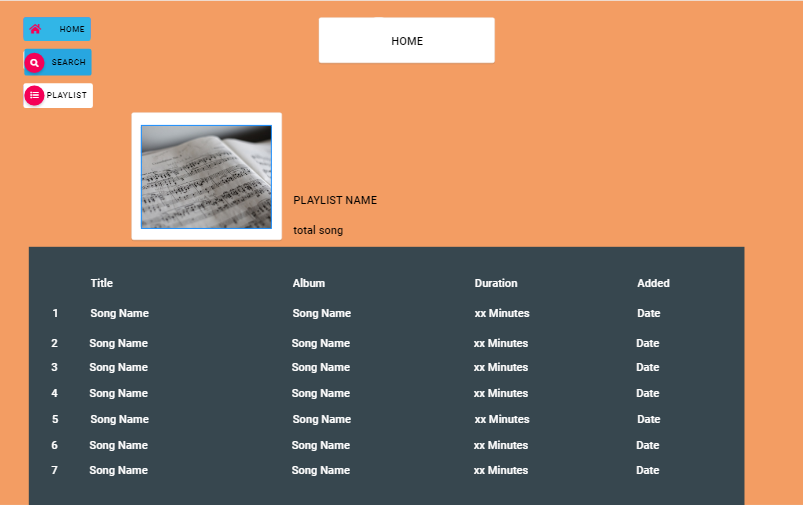 HOME
HOME
SEARCH
PLAYLIST
PLAYLIST NAME
total song
Title Album Duration Added
1 Song Name Song Name xx Minutes Date
2 Song Name Song Name xx Minutes Date
3 Song Name Song Name xx Minutes Date
4 Song Name Song Name xx Minutes Date
5 Song Name Song Name xx Minutes Date
6 Song Name Song Name xx Minutes Date
7 Song Name Song Name xx Minutes Date